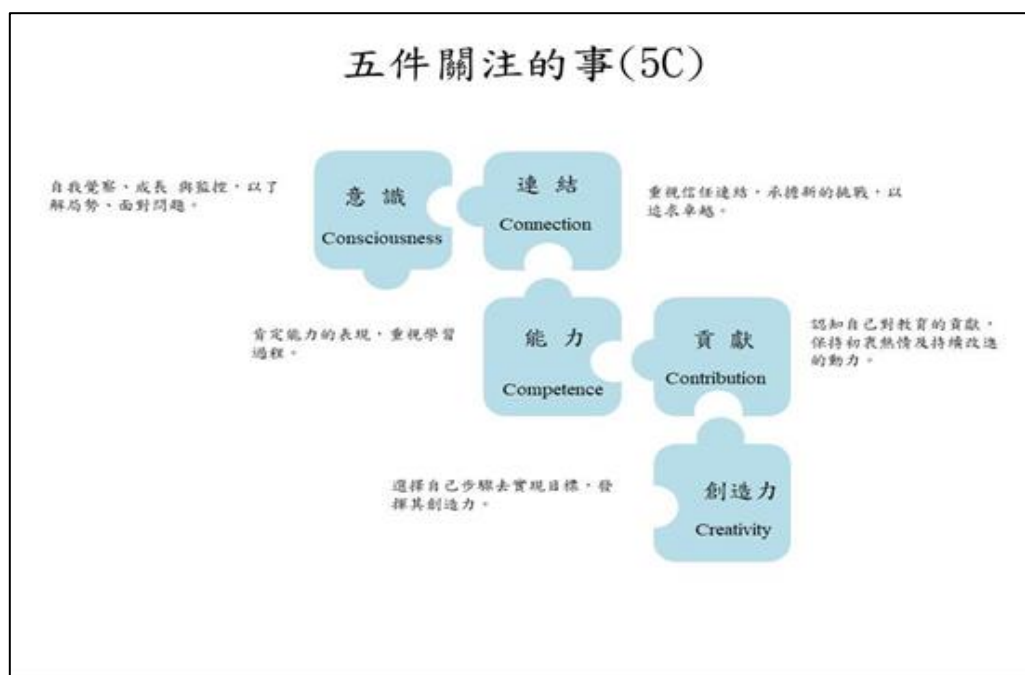 五件關注的事(5C)
自我覺察、成長 與監控，以了
解局勢、面對問題。
意識
Consciousness
連結
Connection
重視信任連結，承擔新的挑戰，以
追求卓越。
肯定能力的表現，重視學習
過程。
能力
Competence
貢獻
Contribution
認知自己對教育的貢獻，
保持初衷熱情及持續改進
的動力。
選擇自己步驟去實現目標，發
揮其創造力。
創造力
Creativity